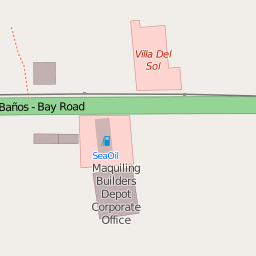 Villa Del
Sol
Baños - Bay Road
SeaOil
Maquiling
Builders
Depot
Corporate
Office